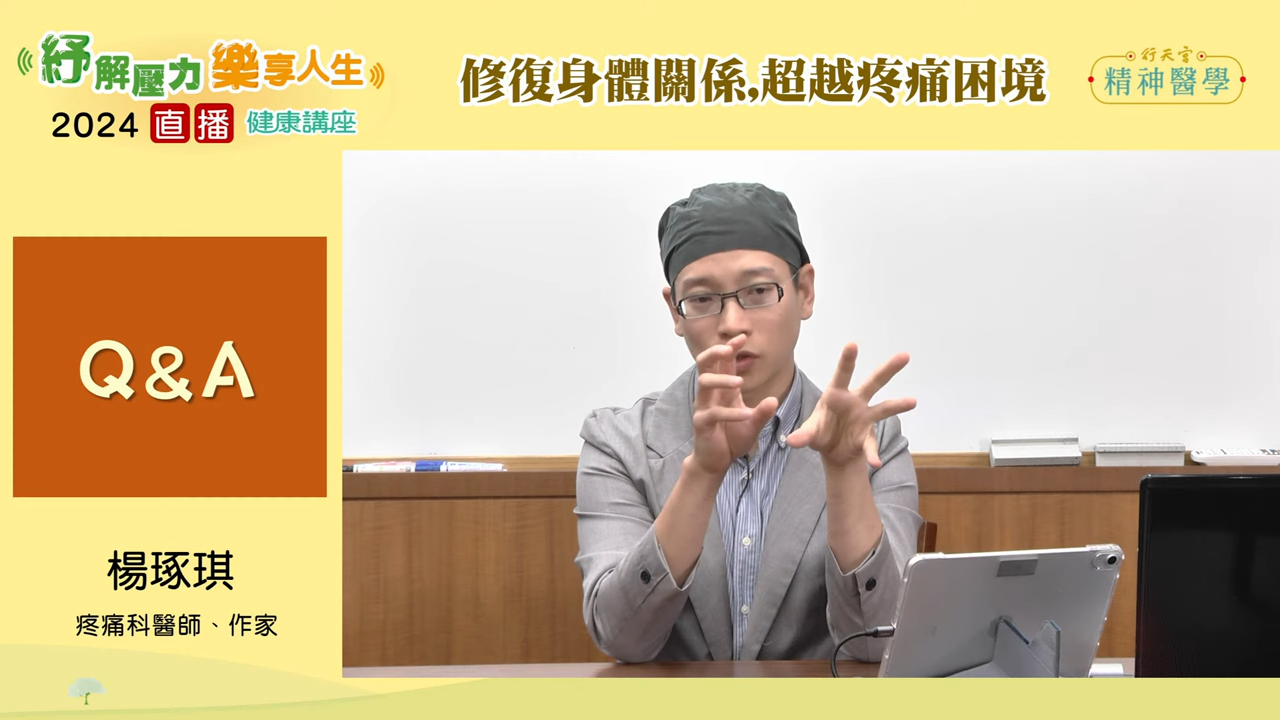 紓解壓力 樂享人生
2024 直播 健康講座
修復身體關係,超越疼痛困境
行天宮
精神醫學
Q&A
楊琢琪
疼痛科醫師、作家